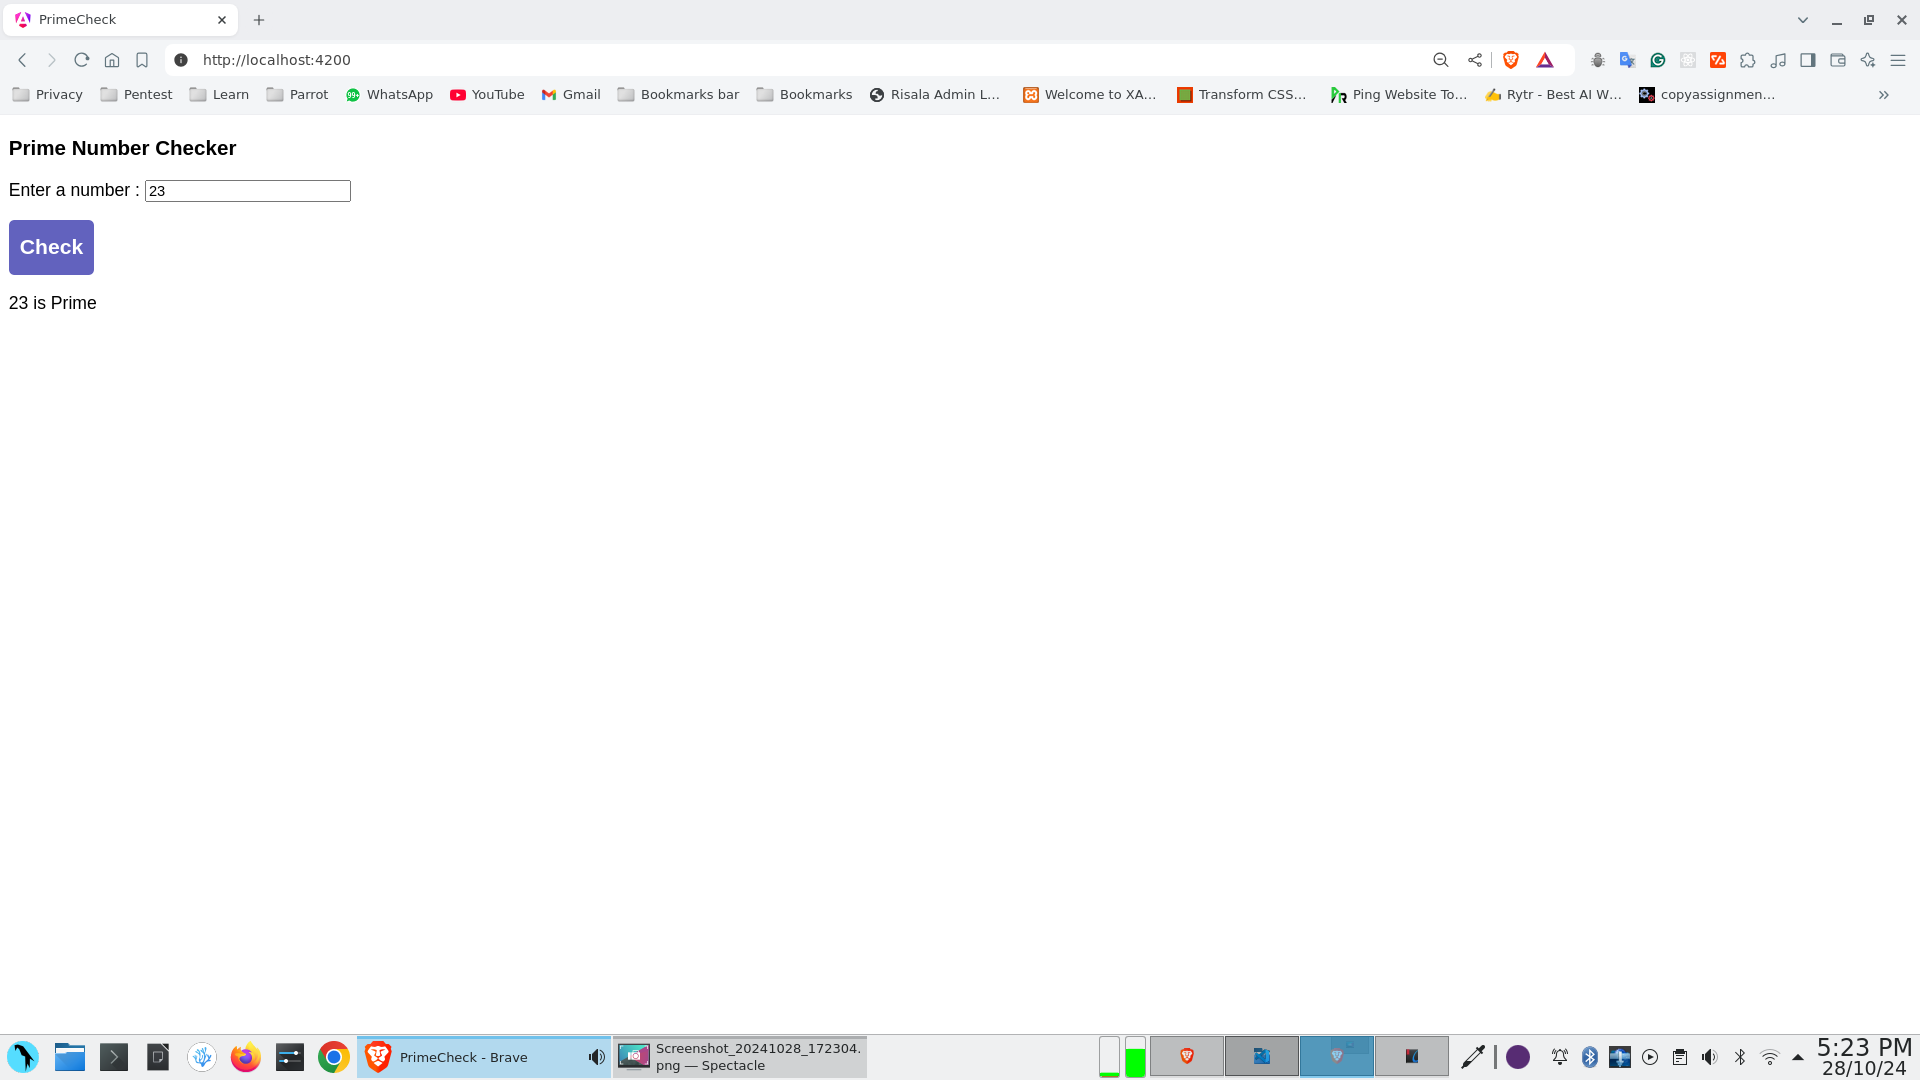 PrimeCheck
http://localhost:4200
Privacy Pentest Learn Parrot WhatsApp YouTube Gmail Bookmarks bar Bookmarks Risala Admin L... Welcome to XA... Transform CSS... Ping Website To... Rytr - Best AI W... copyassignmen...
Prime Number Checker
Enter a number : 23
Check
23 is Prime
PrimeCheck - Brave
Screenshot_20241028_172304.
png — Spectacle
5:23 PM
28/10/24